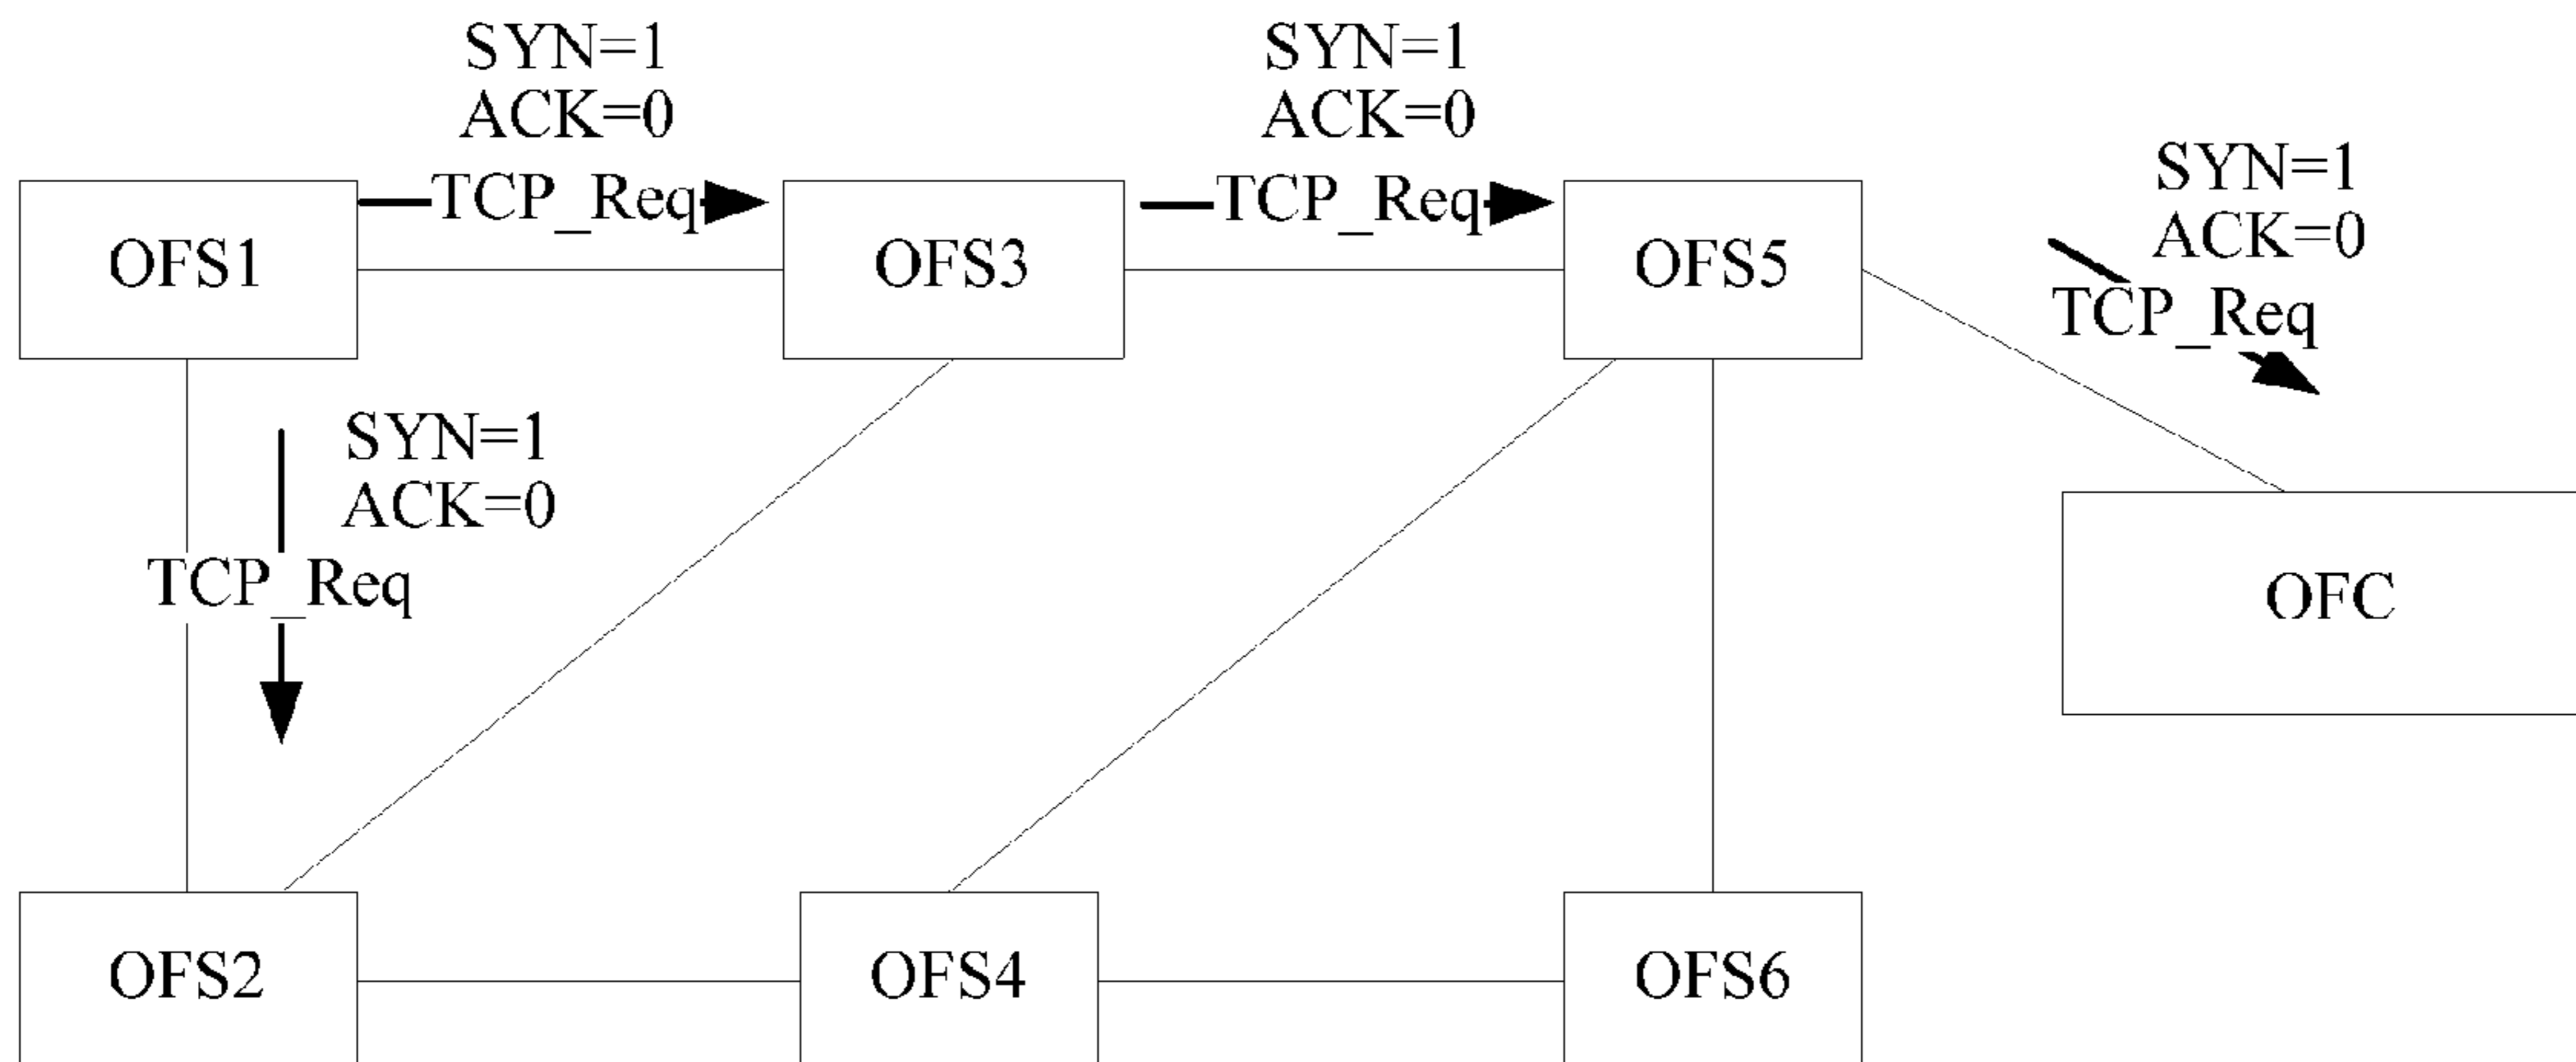 SYN=1
ACK=0
TCP_Req
SYN=1
ACK=0
TCP_Req
SYN=1
ACK=0
TCP_Req
OFS1
OFS3
OFS5
SYN=1
ACK=0
TCP_Req
OFC
OFS2
OFS4
OFS6